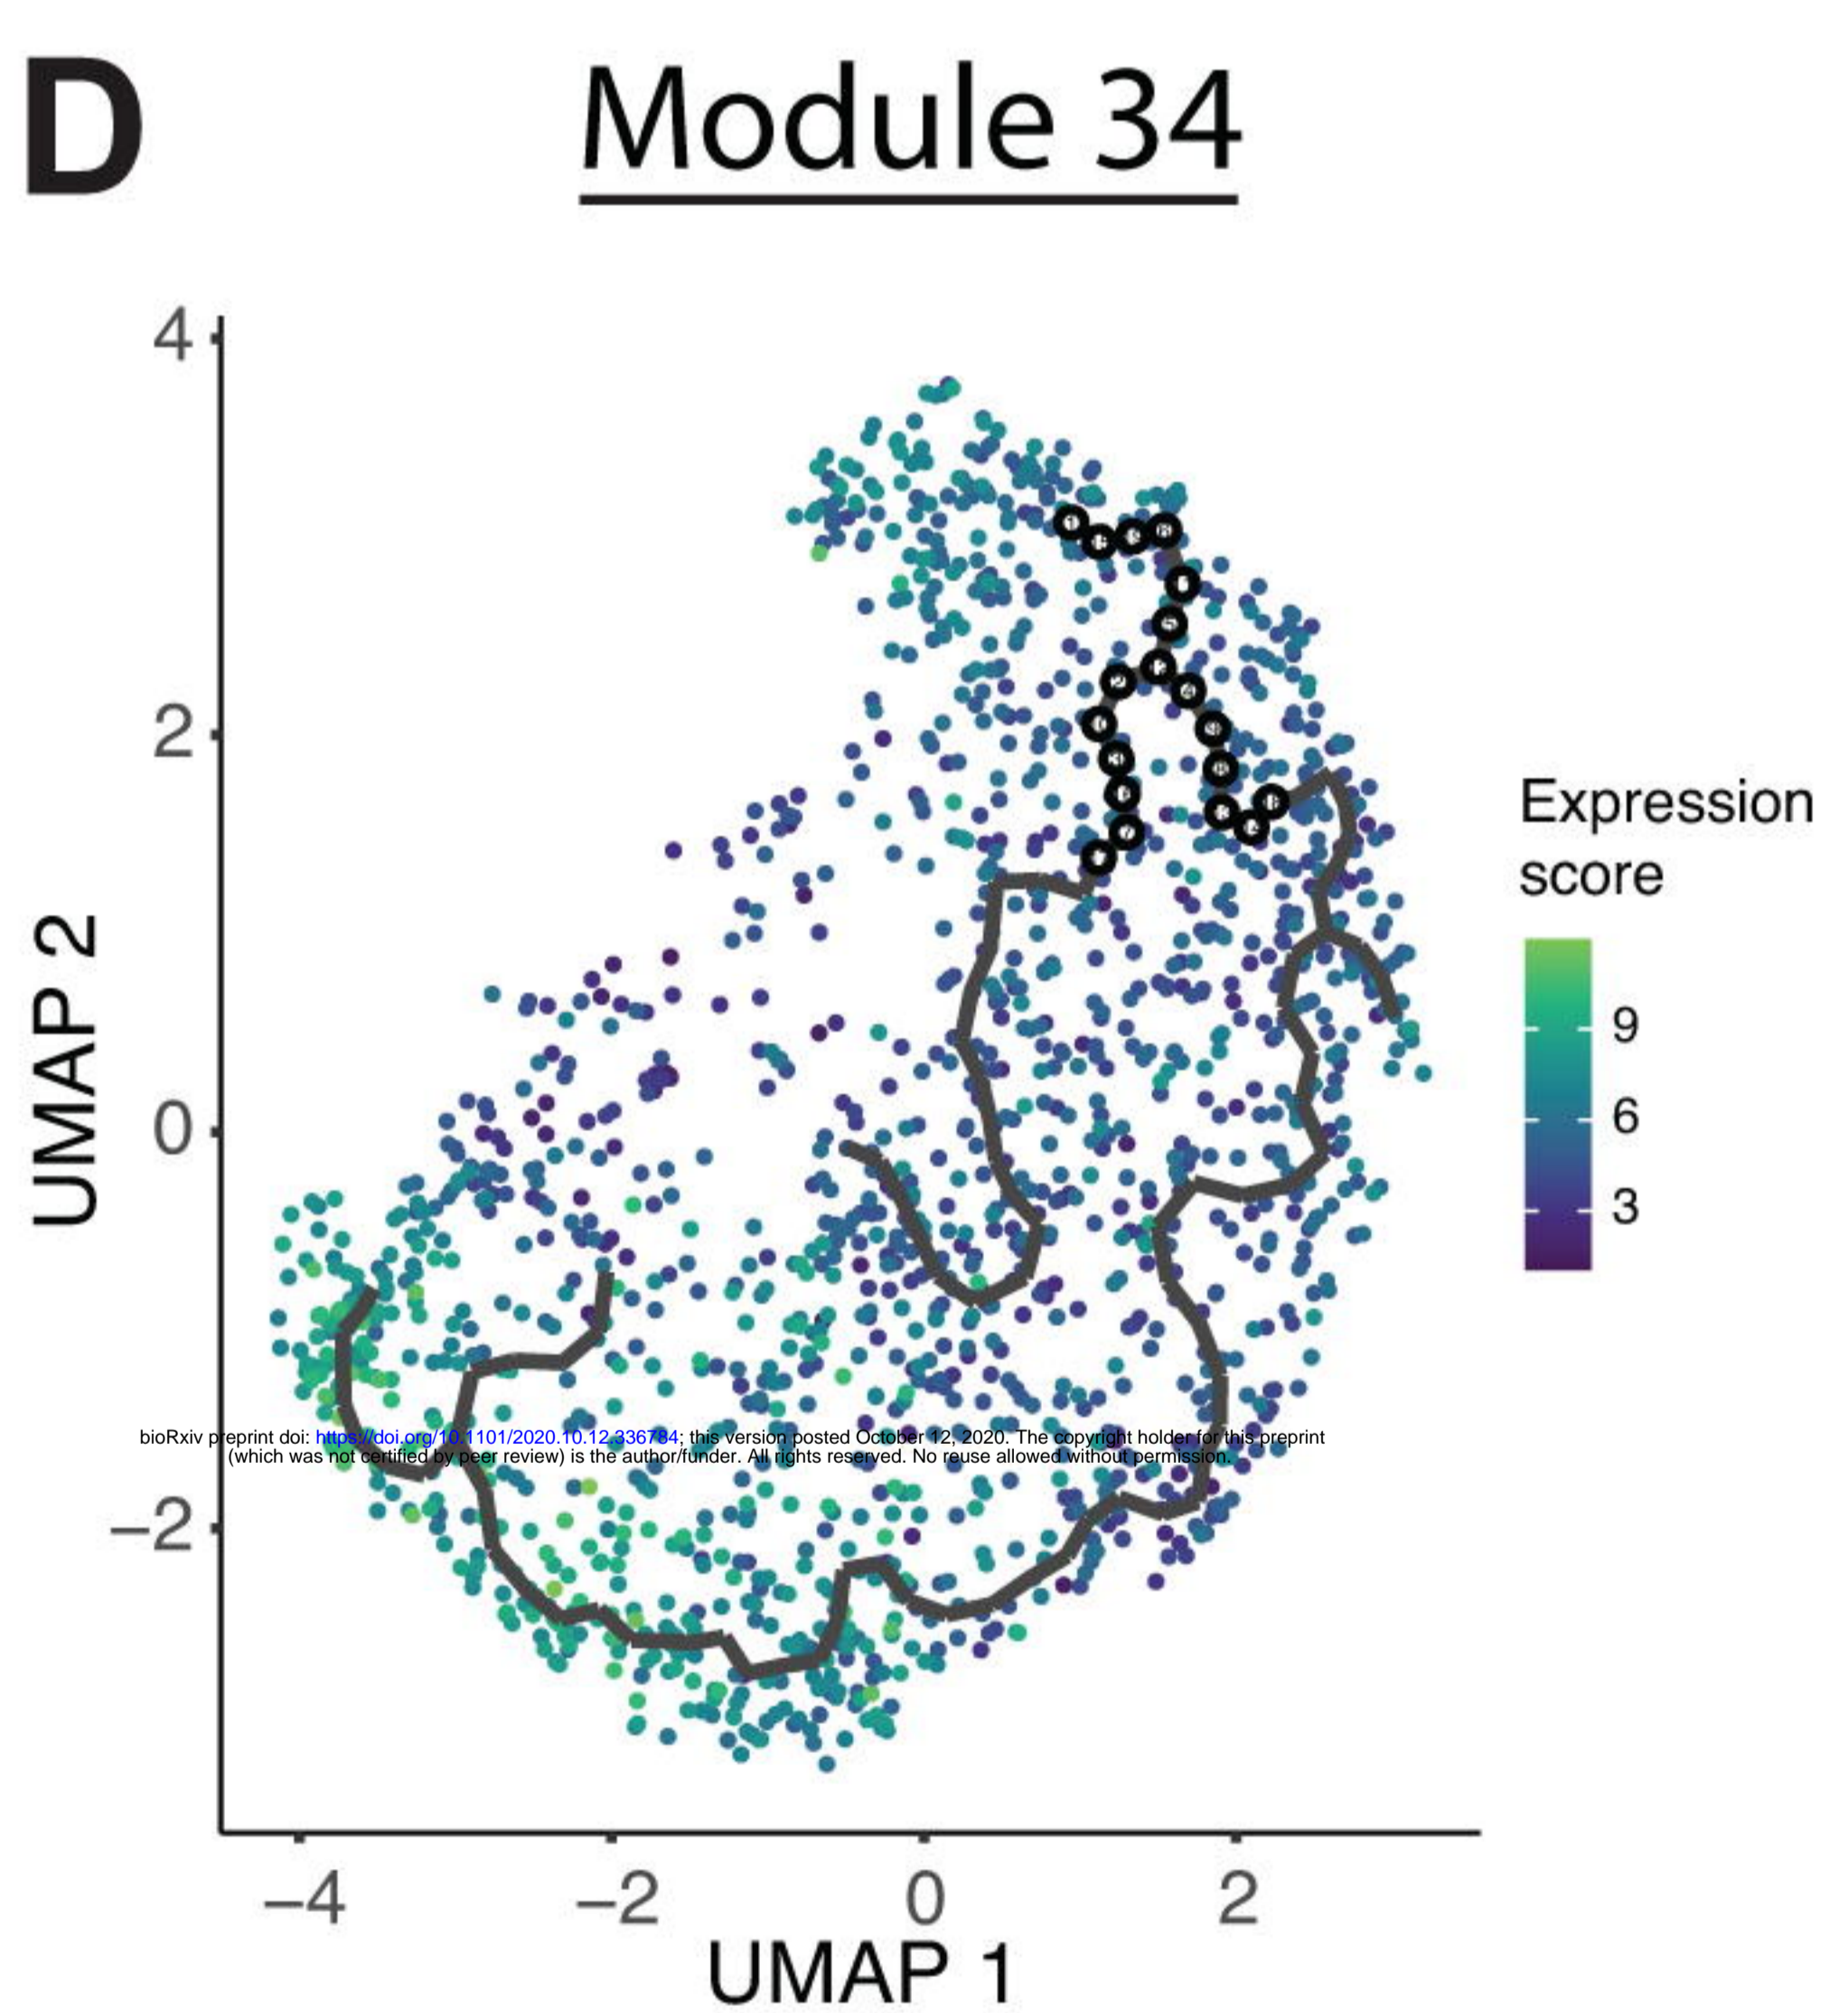 D
Module 34
4
2
0
−2
UMAP 2
−4
−2
0
2
UMAP 1
Expression
score
9
6
3
bioRxiv preprint doi: https://doi.org/10.1101/2020.10.12.336784; this version posted October 12, 2020. The copyright holder for this preprint
(which was not certified by peer review) is the author/funder. All rights reserved. No reuse allowed without permission.